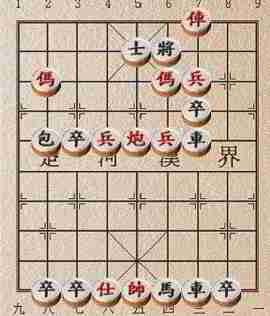 1 2 3 4 5 6 7 8 9
俥
士 將
傌 傌 兵
卒
包 卒 兵 炮 兵 車
楚 河 漢 界
卒 卒 仕 帥 馬 車 卒
九 八 七 六 五 四 三 二 一